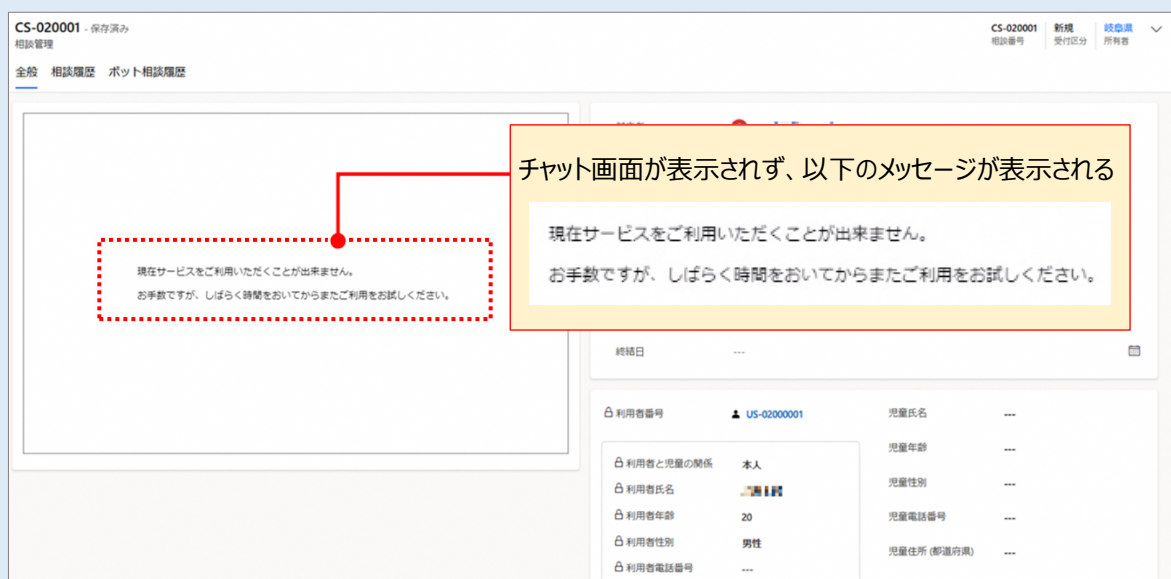 CS-020001 - 保存済み
相談管理
CS-020001
相談番号
新規
受付区分
岐阜県
所有者
全般 相談履歴 ボット相談履歴
チャット画面が表示されず、以下のメッセージが表示される
現在サービスをご利用いただくことが出来ません。
お手数ですが、しばらく時間をおいてからまたご利用をお試しください。
現在サービスをご利用いただくことが出来ません。
お手数ですが、しばらく時間をおいてからまたご利用をお試しください。
終結日 ---
利用者番号 US-02000001
利用者と児童の関係 本人
利用者氏名
利用者年齢 20
利用者性別 男性
利用者電話番号 ---
児童氏名 ---
児童年齢 ---
児童性別 ---
児童電話番号 ---
児童住所 (都道府県) ---